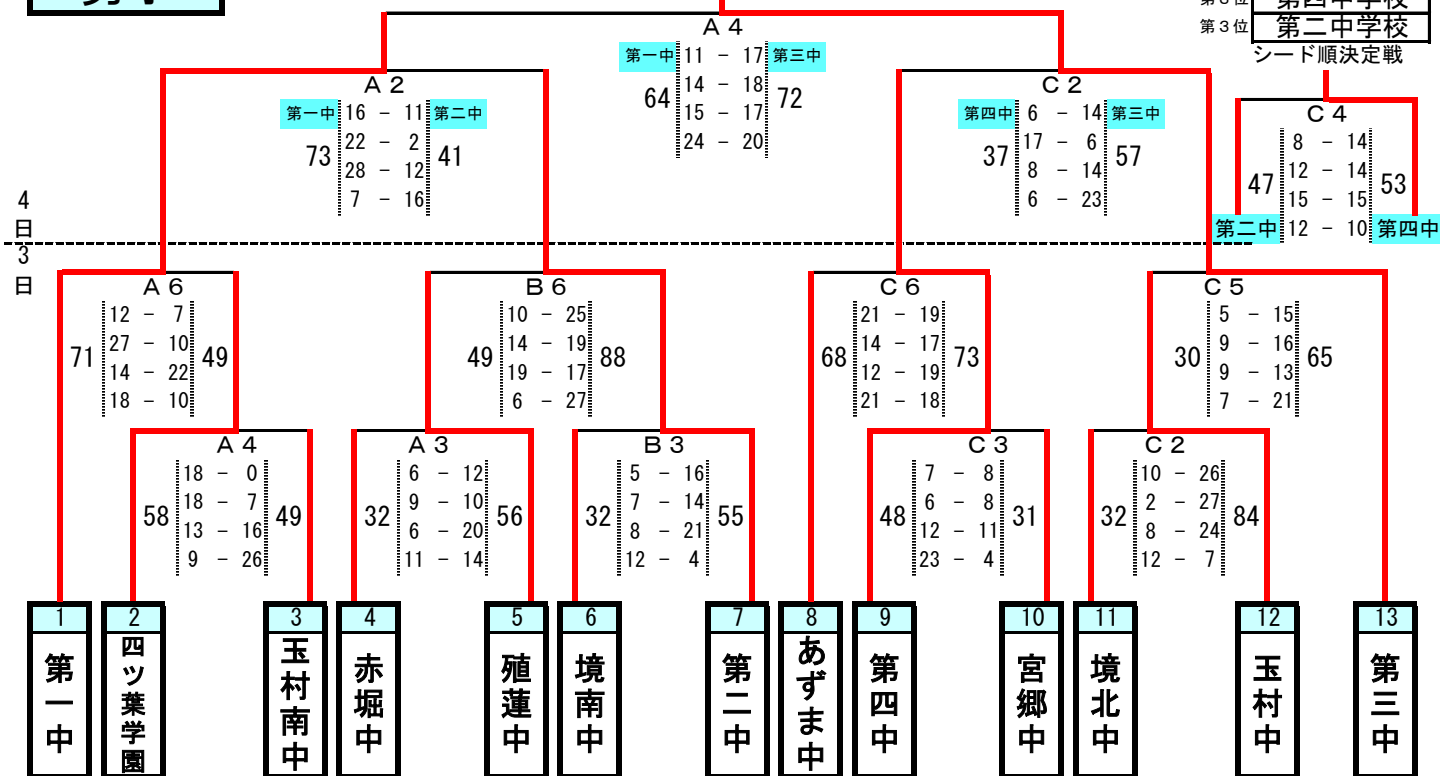 男子
第３位 第四中学校
第３位 第二中学校
シード順決定戦
Ａ４
第一中 11 － 17 第三中
14 － 18
64 72
15 － 17
24 － 20
Ａ２
第一中 16 － 11 第二中
22 － 2
73 41
28 － 12
7 － 16
Ｃ２
第四中 6 － 14 第三中
17 － 6
37 57
8 － 14
6 － 23
Ｃ４
8 － 14
12 － 14
47 53
15 － 15
第二中 12 － 10 第四中
4
日
3
日
Ａ６
12 － 7
27 － 10
71 49
14 － 22
18 － 10
Ｂ６
10 － 25
14 － 19
49 88
19 － 17
6 － 27
Ｃ６
21 － 19
14 － 17
68 73
12 － 19
21 － 18
Ｃ５
5 － 15
9 － 16
30 65
9 － 13
7 － 21
Ａ４
18 － 0
18 － 7
58 49
13 － 16
9 － 26
Ａ３
6 － 12
9 － 10
32 56
6 － 20
11 － 14
Ｂ３
5 － 16
7 － 14
32 55
8 － 21
12 － 4
Ｃ３
7 － 8
6 － 8
48 31
12 － 11
23 － 4
Ｃ２
10 － 26
2 － 27
32 84
8 － 24
12 － 7
1 2 3 4 5 6 7 8 9 10 11 12 13
第一中
四ツ葉学園
玉村南中
赤堀中
殖蓮中
境南中
第二中
あずま中
第四中
宮郷中
境北中
玉村中
第三中